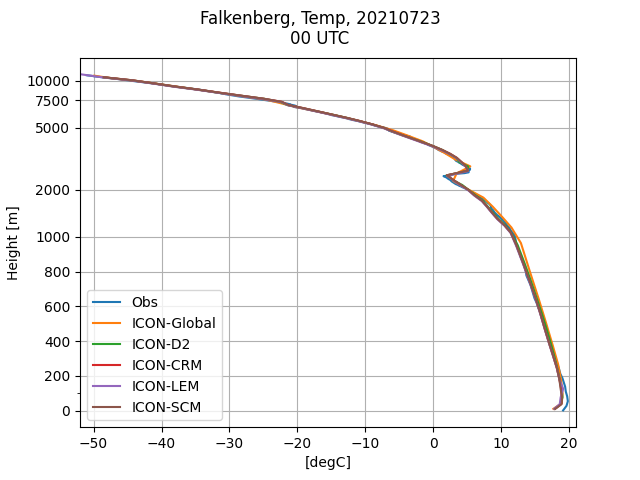 Falkenberg, Temp, 20210723
00 UTC
Height [m]
10000
7500
5000
2000
1000
800
600
400
200
0
Obs
ICON-Global
ICON-D2
ICON-CRM
ICON-LEM
ICON-SCM
−50
−40
−30
−20
−10
0
10
20
[degC]